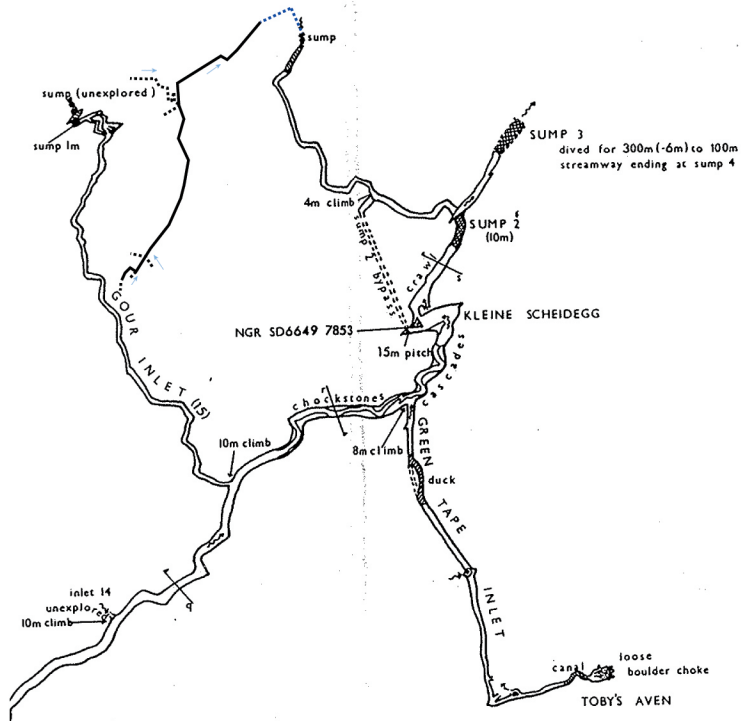 sump
sump (unexplored)
sump 1m
SUMP 3
dived for 300m(-6m) to 100m
streamway ending at sump 4
4m climb
SUMP 2
6
(10m)
sump 2 bypass
crawl
s
KLEINE SCHEIDEGG
NGR SD6649 7853
15m pitch
cascades
GOUR
INLET (15)
r
chockstones
10m climb
8m climb
GREEN
TAPE
INLET
duck
inlet 14
unexplored
10m climb
q
canal
loose
boulder choke
TOBY'S AVEN